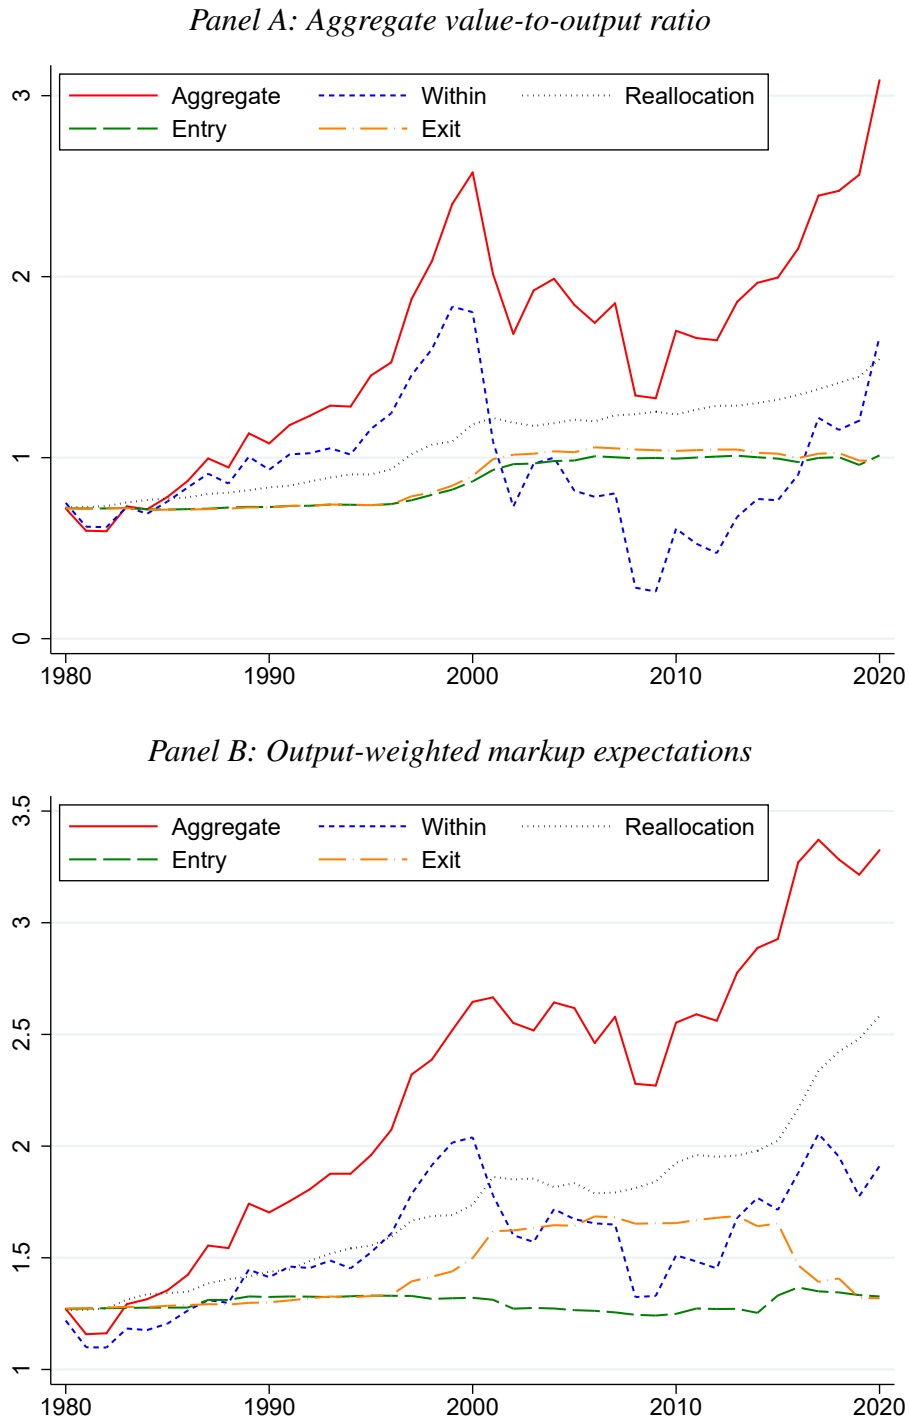 Panel A: Aggregate value-to-output ratio
Aggregate Within Reallocation
Entry Exit
3
2
1
0
1980 1990 2000 2010 2020
Panel B: Output-weighted markup expectations
3.5
Aggregate Within Reallocation
Entry Exit
3
2.5
2
1.5
1
1980 1990 2000 2010 2020